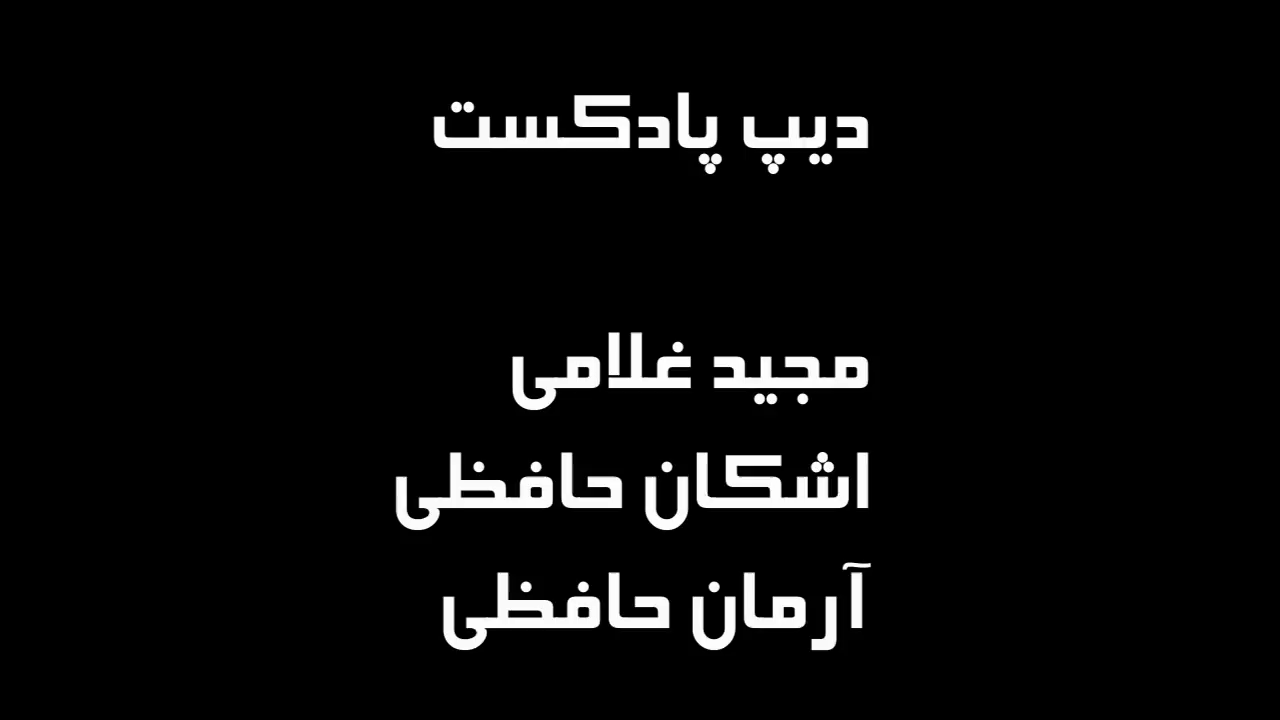 دیپ پادکست
مجید غلامی
اشکان حافظی
آرمان حافظی